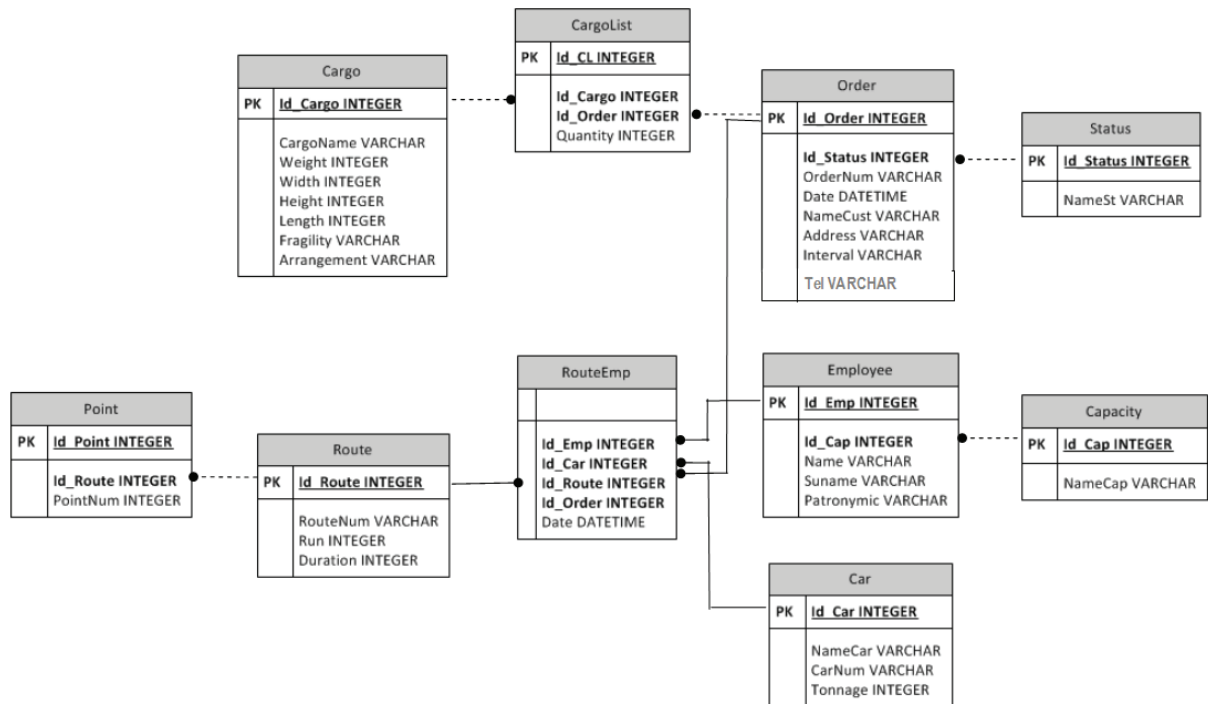 CargoList
PK Id_CL INTEGER
Id_Cargo INTEGER
Id_Order INTEGER
Quantity INTEGER
Cargo
PK Id_Cargo INTEGER
CargoName VARCHAR
Weight INTEGER
Width INTEGER
Height INTEGER
Length INTEGER
Fragility VARCHAR
Arrangement VARCHAR
Order
PK Id_Order INTEGER
Id_Status INTEGER
OrderNum VARCHAR
Date DATETIME
NameCust VARCHAR
Address VARCHAR
Interval VARCHAR
Tel VARCHAR
Status
PK Id_Status INTEGER
NameSt VARCHAR
Point
PK Id_Point INTEGER
Id_Route INTEGER
PointNum INTEGER
Route
PK Id_Route INTEGER
RouteNum VARCHAR
Run INTEGER
Duration INTEGER
RouteEmp
Id_Emp INTEGER
Id_Car INTEGER
Id_Route INTEGER
Id_Order INTEGER
Date DATETIME
Employee
PK Id_Emp INTEGER
Id_Cap INTEGER
Name VARCHAR
Suname VARCHAR
Patronymic VARCHAR
Capacity
PK Id_Cap INTEGER
NameCap VARCHAR
Car
PK Id_Car INTEGER
NameCar VARCHAR
CarNum VARCHAR
Tonnage INTEGER